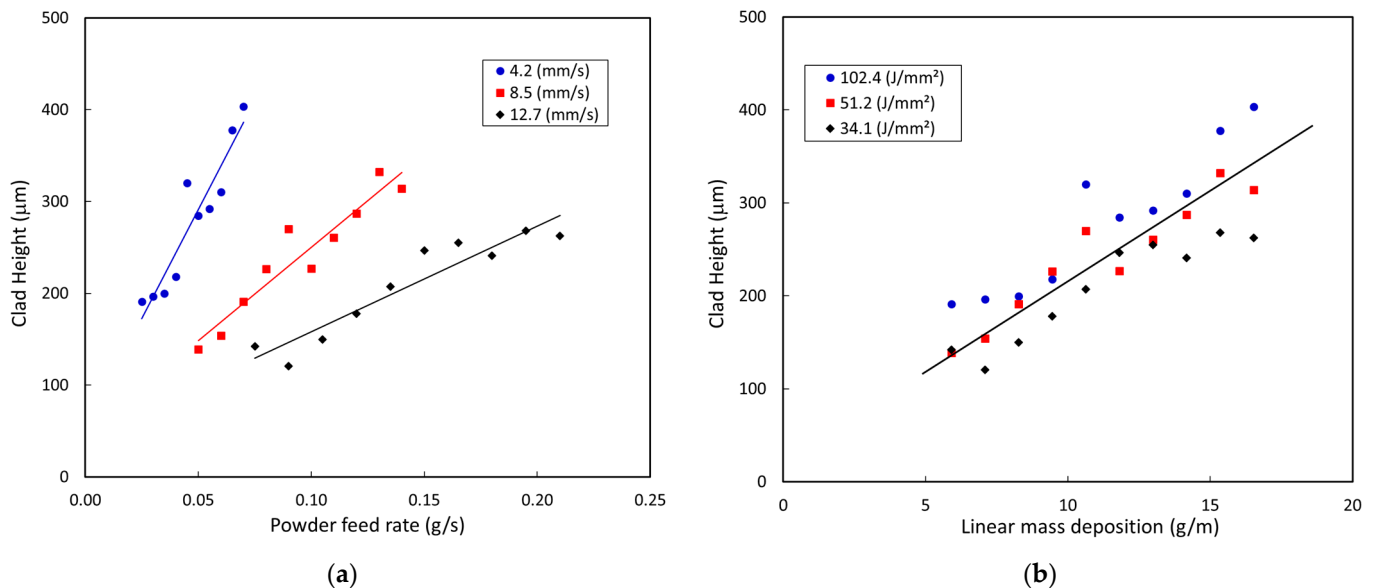 500
400
300
200
100
0
Clad Height (μm)
4.2 (mm/s)
8.5 (mm/s)
12.7 (mm/s)
0.00 0.05 0.10 0.15 0.20 0.25
Powder feed rate (g/s)
(a)
500
400
300
200
100
0
Clad Height (μm)
102.4 (J/mm²)
51.2 (J/mm²)
34.1 (J/mm²)
0 5 10 15 20
Linear mass deposition (g/m)
(b)